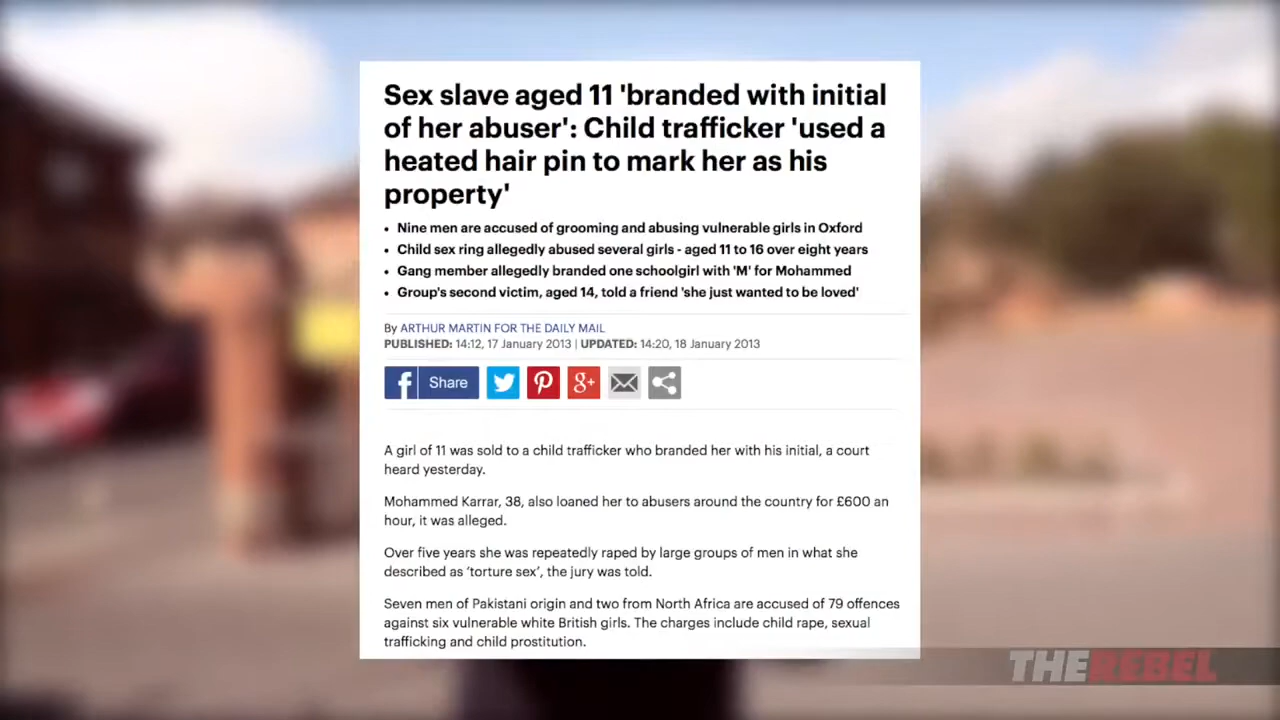 Sex slave aged 11 'branded with initial
of her abuser': Child trafficker 'used a
heated hair pin to mark her as his
property'
• Nine men are accused of grooming and abusing vulnerable girls in Oxford
• Child sex ring allegedly abused several girls - aged 11 to 16 over eight years
• Gang member allegedly branded one schoolgirl with 'M' for Mohammed
• Group's second victim, aged 14, told a friend 'she just wanted to be loved'
By ARTHUR MARTIN FOR THE DAILY MAIL
PUBLISHED: 14:12, 17 January 2013 | UPDATED: 14:20, 18 January 2013
f Share g+
A girl of 11 was sold to a child trafficker who branded her with his initial, a court
heard yesterday.
Mohammed Karrar, 38, also loaned her to abusers around the country for £600 an
hour, it was alleged.
Over five years she was repeatedly raped by large groups of men in what she
described as ‘torture sex’, the jury was told.
Seven men of Pakistani origin and two from North Africa are accused of 79 offences
against six vulnerable white British girls. The charges include child rape, sexual
trafficking and child prostitution.
THEREBEL